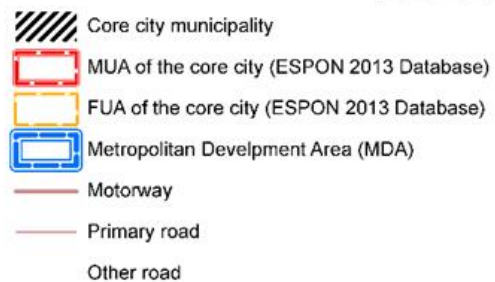 Core city municipality
MUA of the core city (ESPON 2013 Database)
FUA of the core city (ESPON 2013 Database)
Metropolitan Develpment Area (MDA)
Motorway
Primary road
Other road